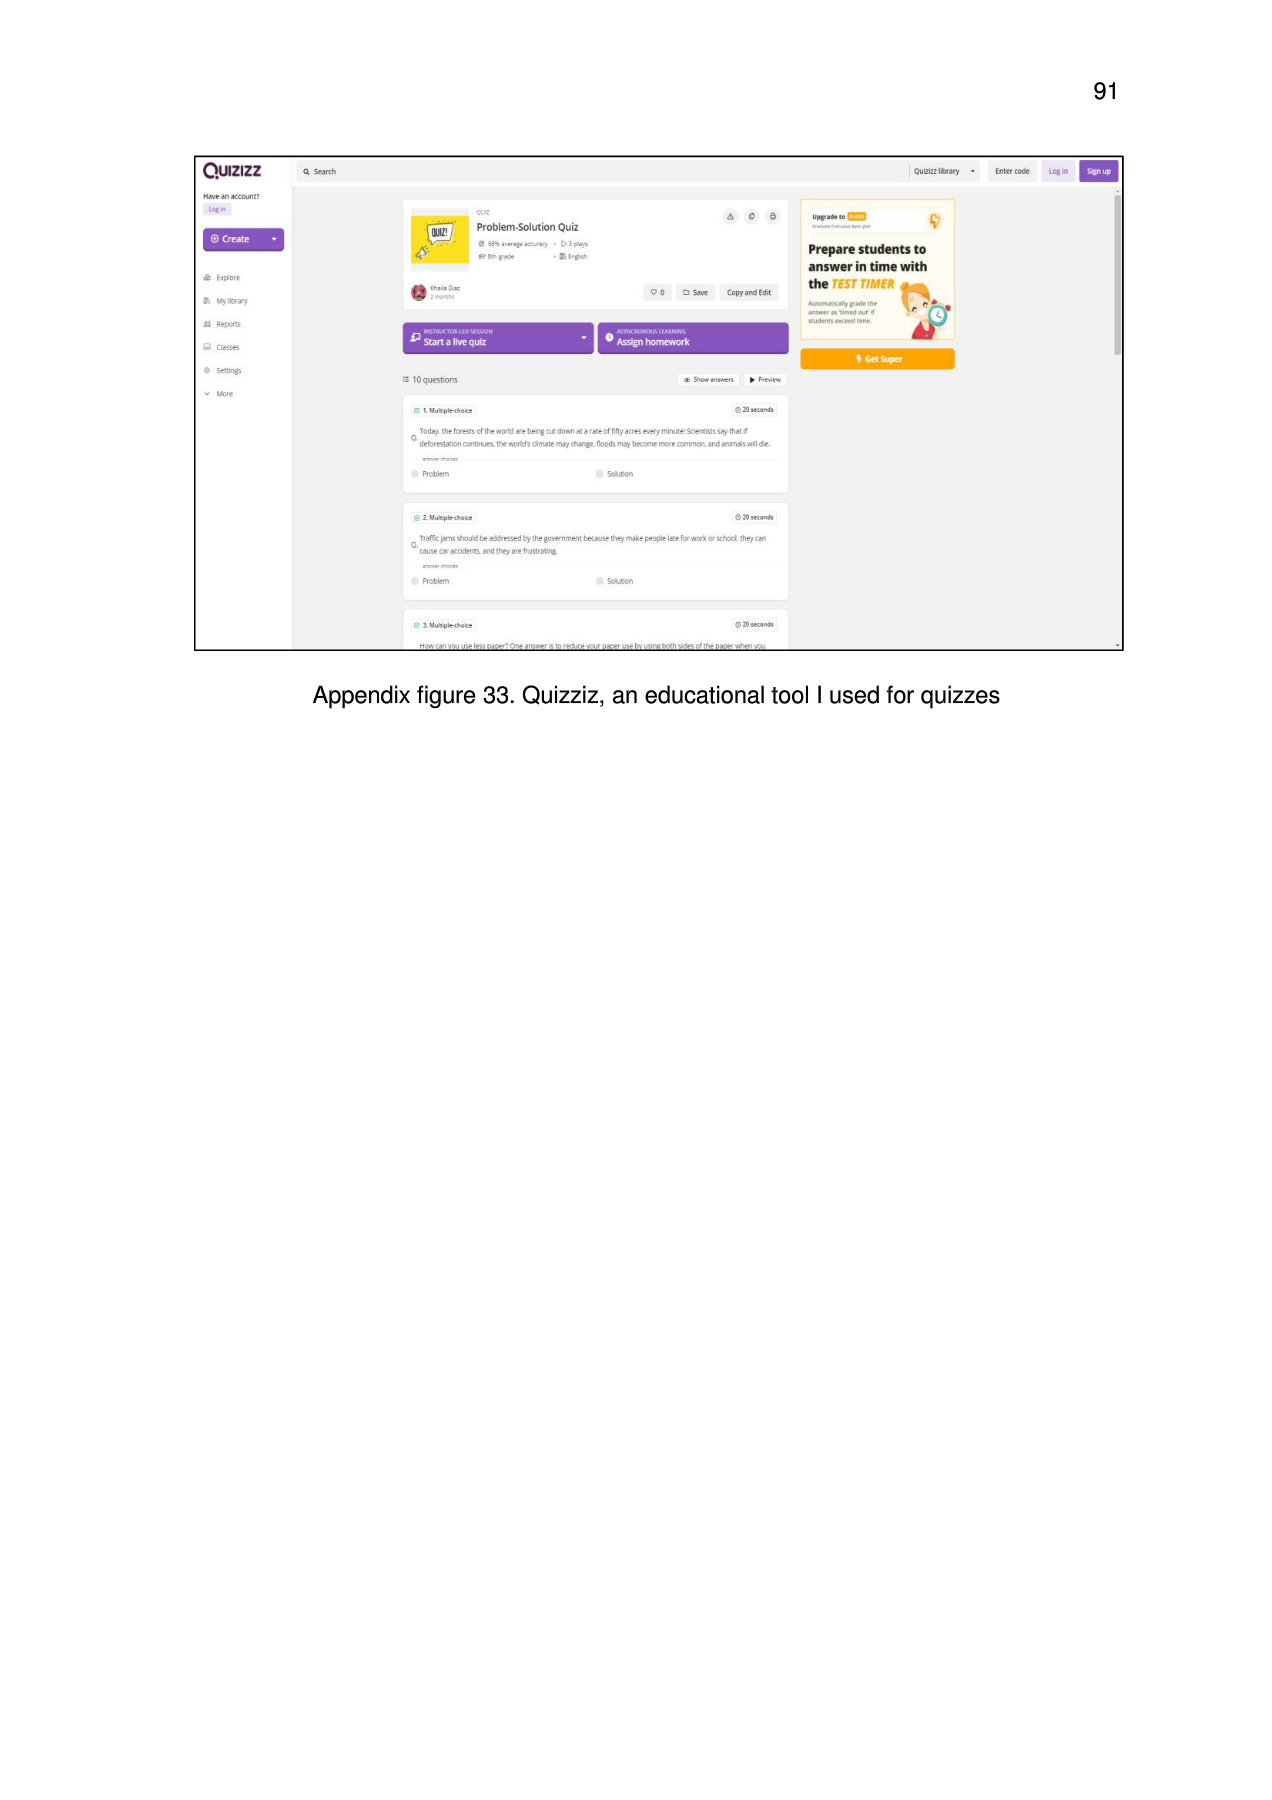 91
QUIZIZZ
Search
Quizizz library
Enter code
Log in
Sign up
Have an account?
Log in
Create
Explore
My library
Reports
Classes
Settings
More
QUIZ!
QUIZ
Problem-Solution Quiz
68% average accuracy • 3 plays
8th grade • English
Khaila Diaz
2 months
0
Save
Copy and Edit
INSTRUCTOR-LED SESSION
Start a live quiz
ASYNCHRONOUS LEARNING
Assign homework
Upgrade to SUPER
Graduate from your Basic plan
Prepare students to
answer in time with
the TEST TIMER
Automatically grade the
answer as 'timed out' if
students exceed time.
Get Super
10 questions
Show answers
Preview
1. Multiple-choice
20 seconds
Q. Today, the forests of the world are being cut down at a rate of fifty acres every minute! Scientists say that if
deforestation continues, the world's climate may change, floods may become more common, and animals will die.
answer choices
Problem
Solution
2. Multiple-choice
20 seconds
Q. Traffic jams should be addressed by the government because they make people late for work or school, they can
cause car accidents, and they are frustrating.
answer choices
Problem
Solution
3. Multiple-choice
20 seconds
How can you use less paper? One answer is to reduce your paper use by using both sides of the paper when you
Appendix figure 33. Quizziz, an educational tool I used for quizzes